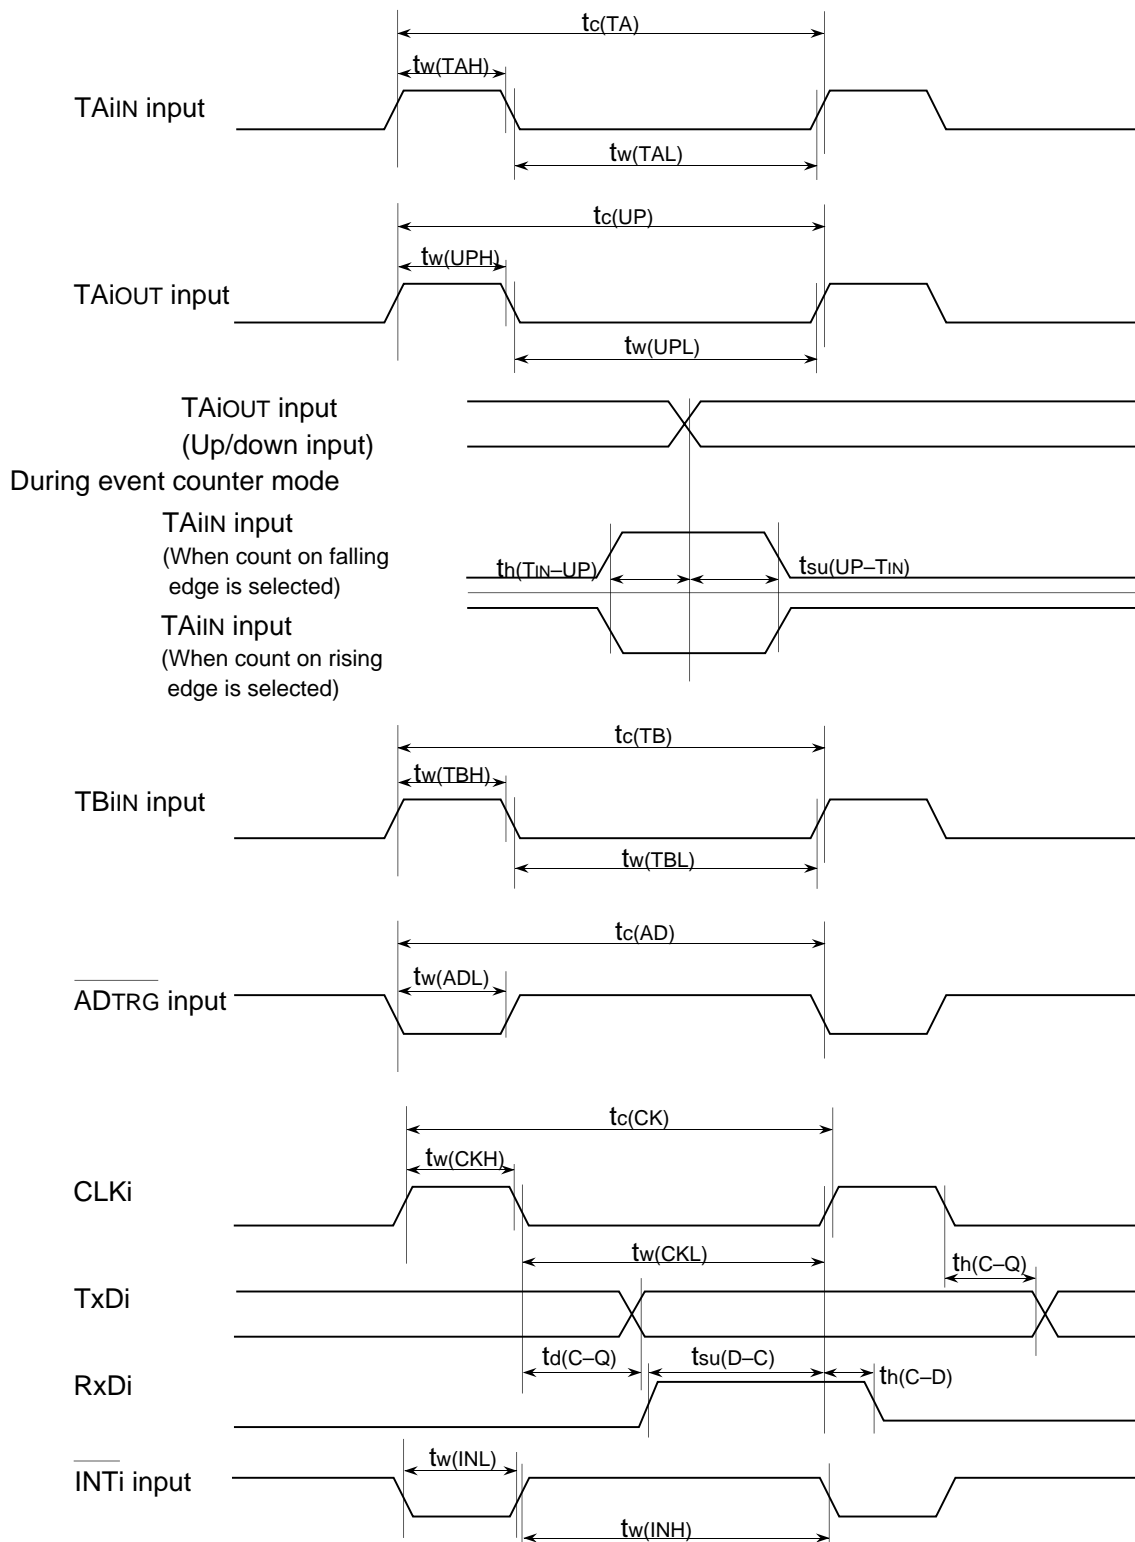 tc(TA)
tw(TAH)
TAiIN input
tw(TAL)
tc(UP)
tw(UPH)
TAiOUT input
tw(UPL)
TAiOUT input
(Up/down input)
During event counter mode
TAiIN input
(When count on falling
edge is selected)
th(TIN–UP)
tsu(UP–TIN)
TAiIN input
(When count on rising
edge is selected)
tc(TB)
tw(TBH)
TBiIN input
tw(TBL)
tc(AD)
tw(ADL)
ADTRG input
tc(CK)
tw(CKH)
CLKi
tw(CKL)
th(C–Q)
TxDi
td(C–Q)
tsu(D–C)
th(C–D)
RxDi
tw(INL)
INTi input
tw(INH)